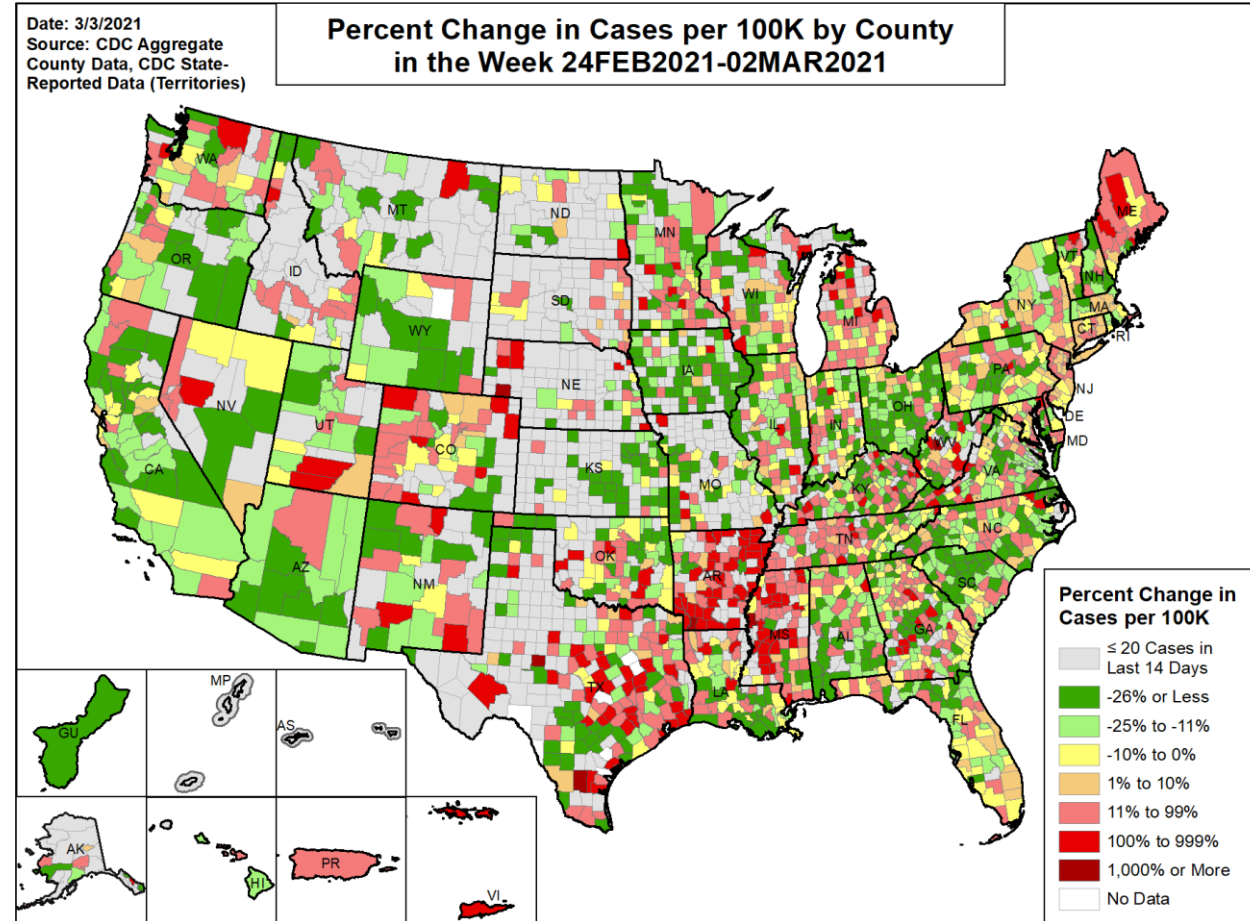 Date: 3/3/2021
Source: CDC Aggregate
County Data, CDC State-
Reported Data (Territories)
Percent Change in Cases per 100K by County
in the Week 24FEB2021-02MAR2021
WA
MT
ND
MN
ME
OR
ID
SD
WI
MI
VT
NH
NY
MA
CT
RI
WY
IA
NE
PA
NJ
NV
UT
CO
IL
IN
OH
DE
MD
WV
VA
CA
KS
MO
KY
AZ
NM
OK
AR
TN
NC
SC
TX
LA
MS
AL
GA
FL
GU
MP
AS
AK
HI
PR
VI
Percent Change in
Cases per 100K
≤ 20 Cases in
Last 14 Days
-26% or Less
-25% to -11%
-10% to 0%
1% to 10%
11% to 99%
100% to 999%
1,000% or More
No Data